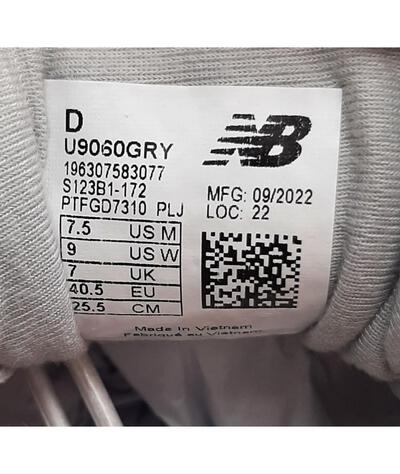 D
U9060GRY
196307583077
S123B1-172
PTFGD7310 PLJ
NB
MFG: 09/2022
LOC: 22
7.5 US M
9 US W
7 UK
40.5 EU
25.5 CM
Made In Vietnam
Fabriqué au Vietnam